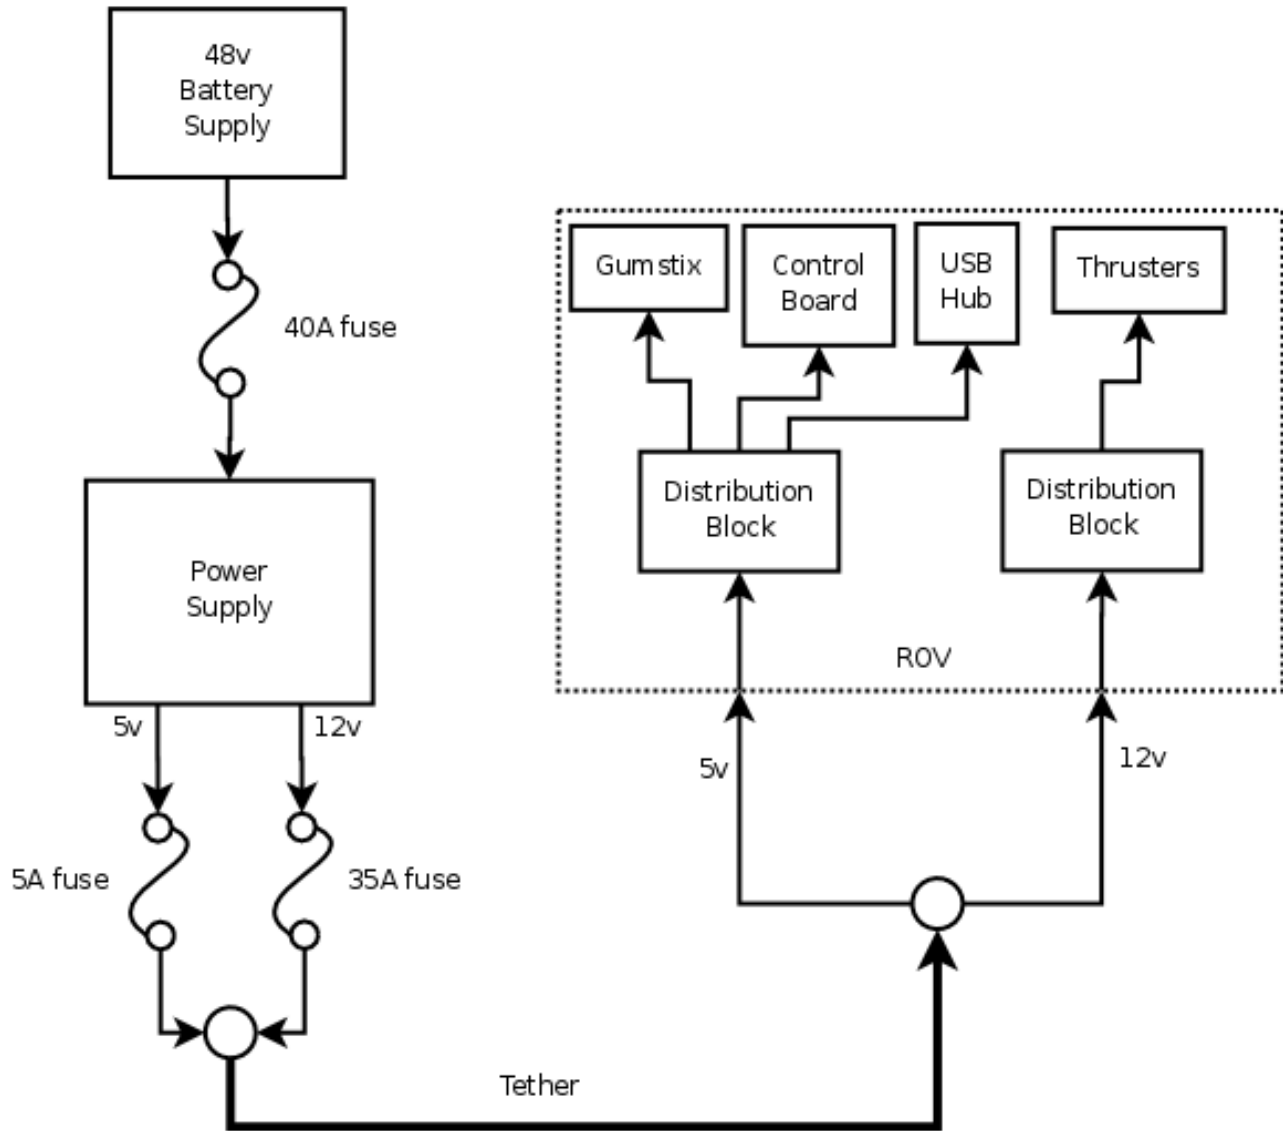 48v
Battery
Supply
40A fuse
Power
Supply
5v
12v
5A fuse
35A fuse
Tether
Gumstix
Control
Board
USB
Hub
Thrusters
Distribution
Block
Distribution
Block
ROV
5v
12v